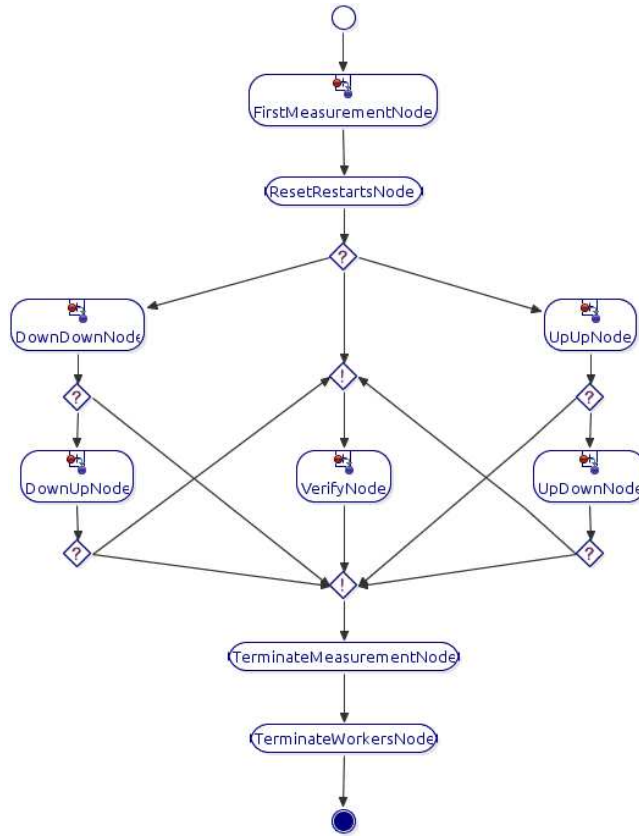 FirstMeasurementNode
ResetRestartsNode
?
DownDownNode
UpUpNode
?
!
?
DownUpNode
VerifyNode
UpDownNode
?
!
?
TerminateMeasurementNode
TerminateWorkersNode